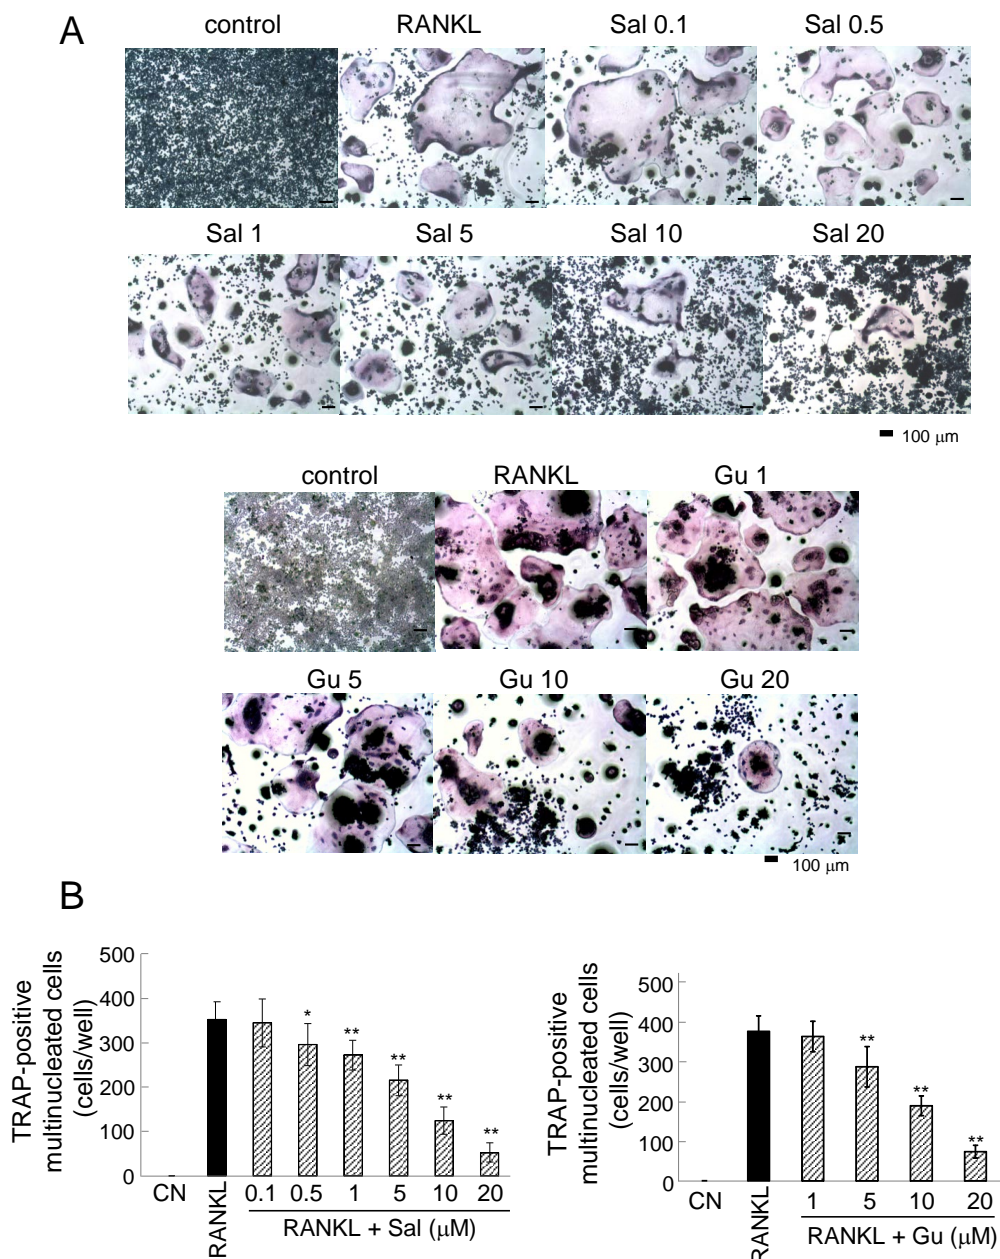 A
control RANKL Sal 0.1 Sal 0.5
Sal 1 Sal 5 Sal 10 Sal 20
100 μm
control RANKL Gu 1
Gu 5 Gu 10 Gu 20
100 μm
B
TRAP-positive
multinucleated cells
(cells/well)
500
400
300
200
100
0
* ** ** ** **
CN RANKL 0.1 0.5 1 5 10 20
RANKL + Sal (μM)
TRAP-positive
multinucleated cells
(cells/well)
500
400
300
200
100
0
** ** **
CN RANKL 1 5 10 20
RANKL + Gu (μM)